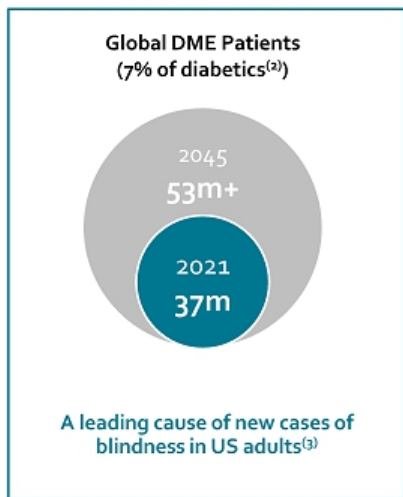 Global DME Patients
(7% of diabetics(2))
2045
53m+
2021
37m
A leading cause of new cases of
blindness in US adults(3)